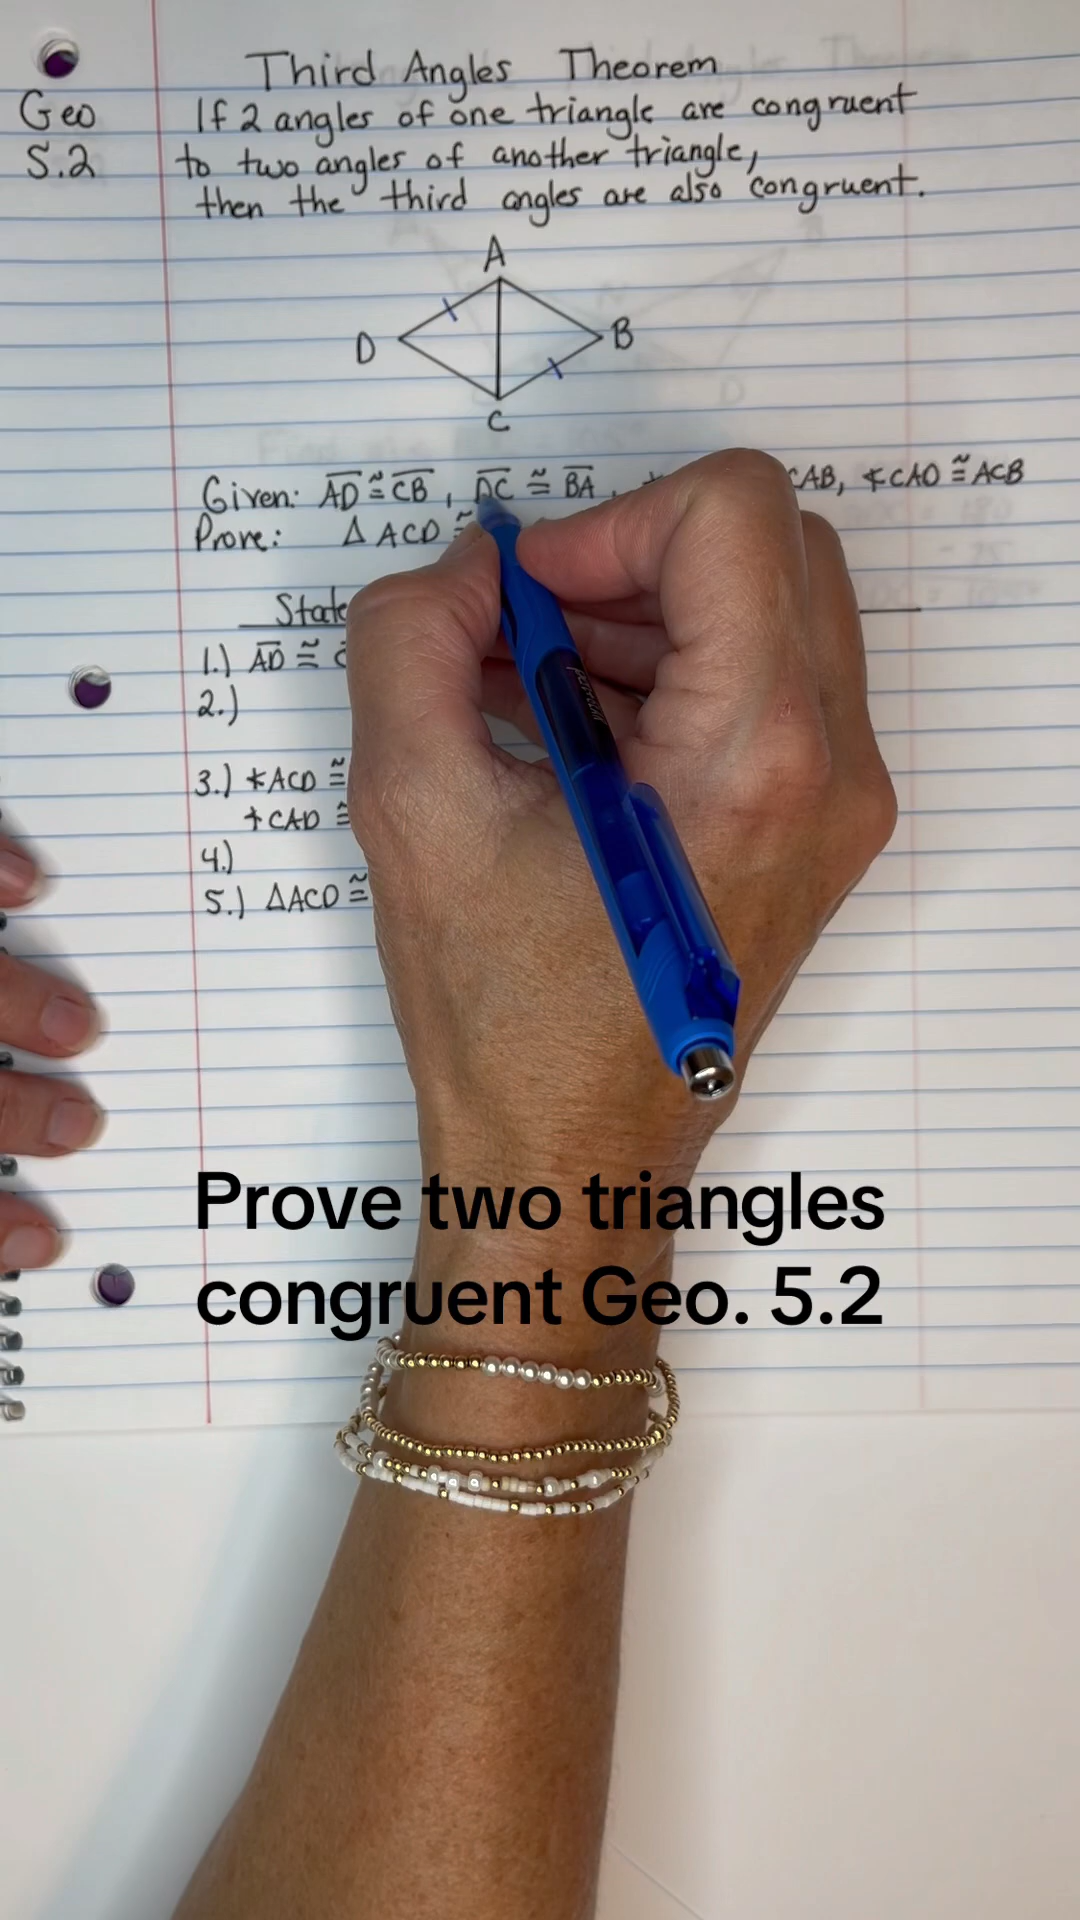 Third Angles Theorem
Geo
5.2
If 2 angles of one triangle are congruent
to two angles of another triangle,
then the third angles are also congruent.
A
D
B
C
Given: AD ≅ CB, DC ≅ BA, CAB, ∡CAD ≅ ACB
Prove: Δ ACD ≅
State
1.) AD ≅
2.)
3.) ∡ACD ≅
∡CAD ≅
4.)
5.) ΔACD ≅
Prove two triangles
congruent Geo. 5.2